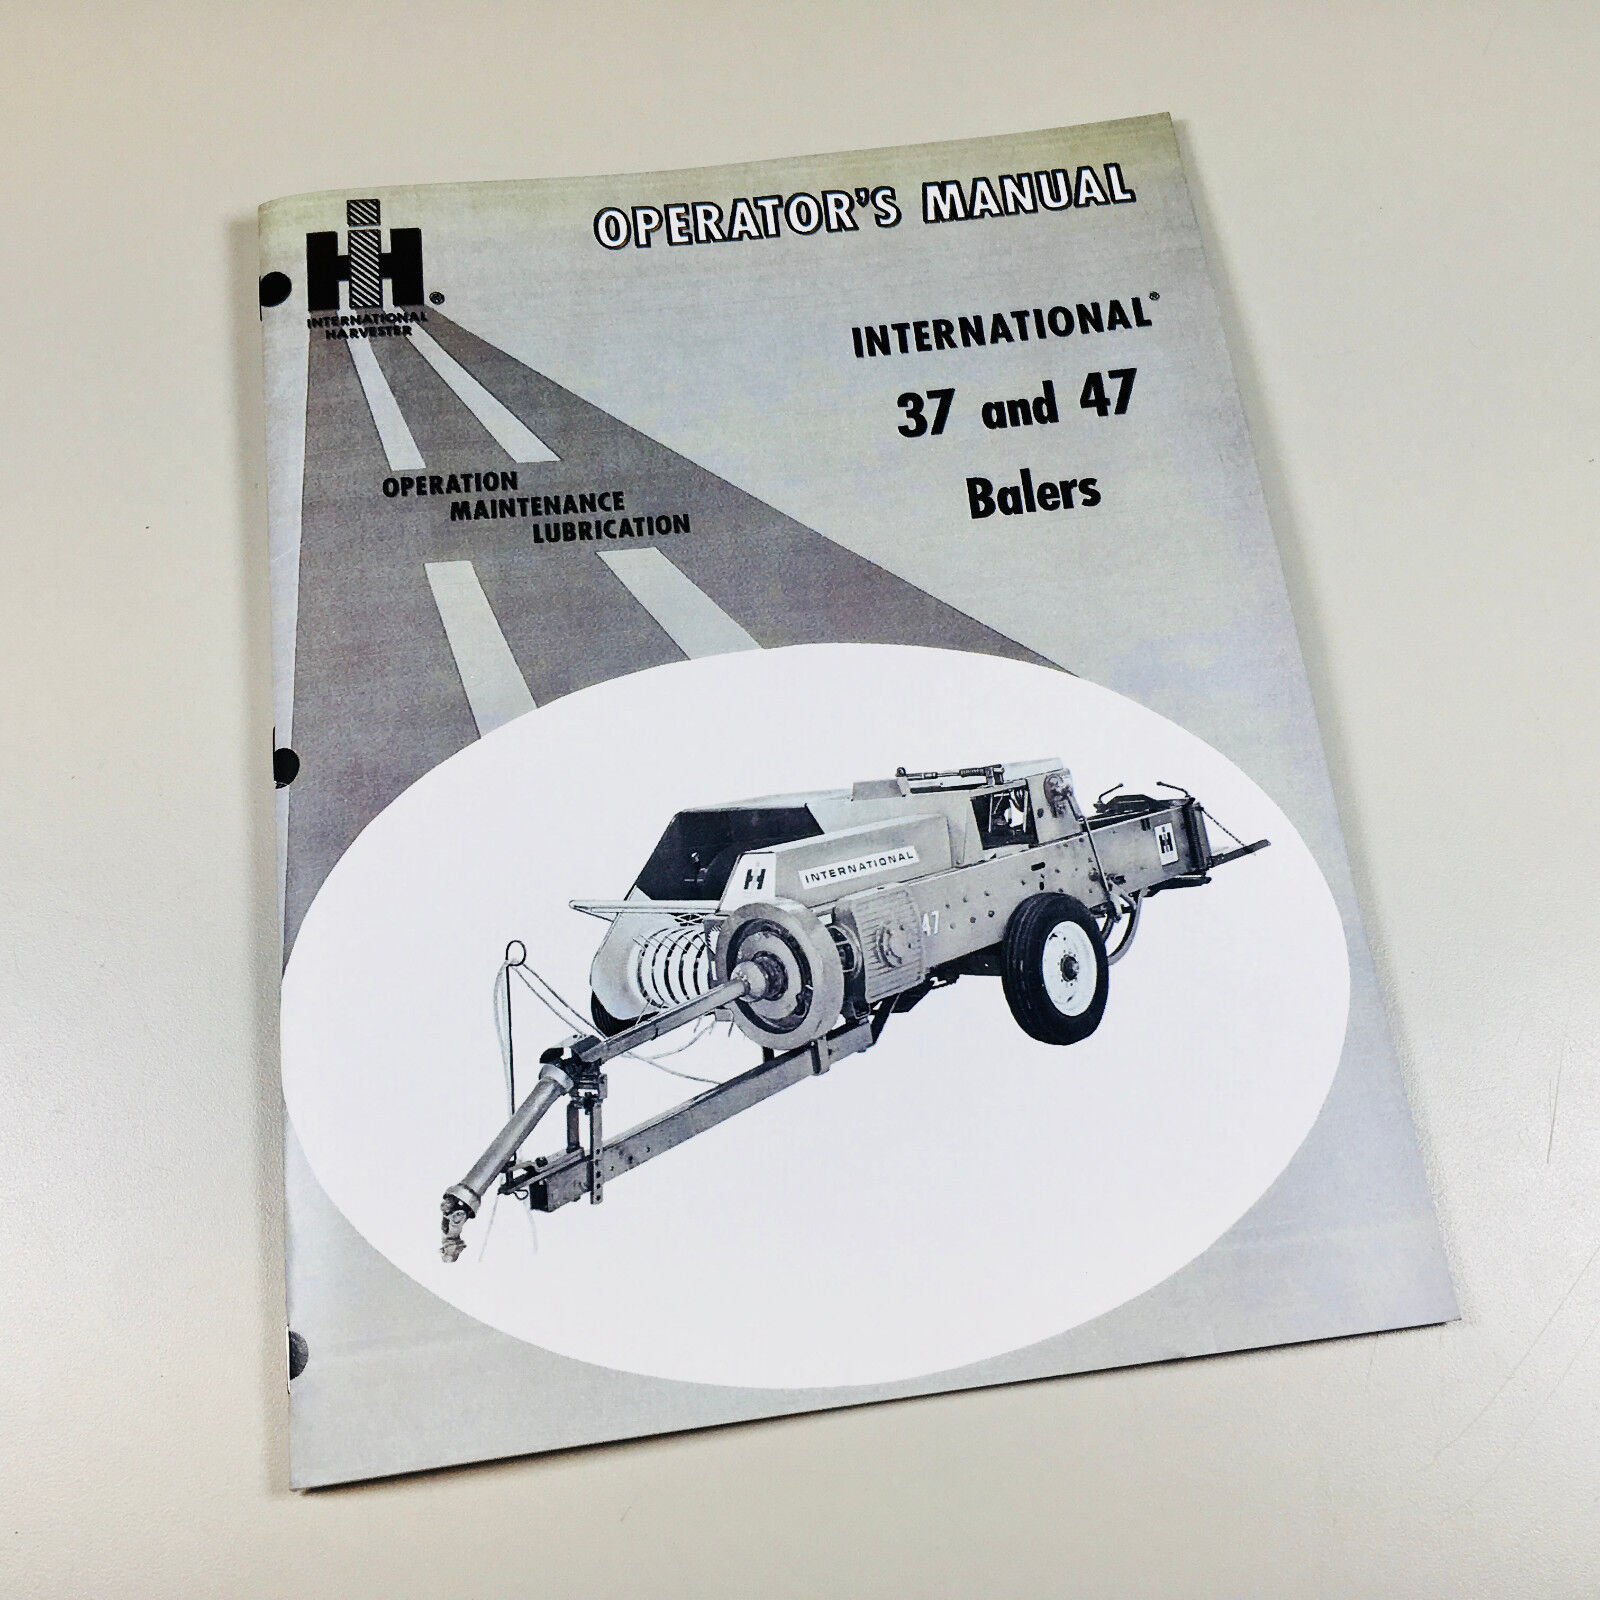 OPERATOR'S MANUAL
IH®
INTERNATIONAL
HARVESTER
INTERNATIONAL®
37 and 47
Balers
OPERATION
MAINTENANCE
LUBRICATION
IH INTERNATIONAL
IH
47